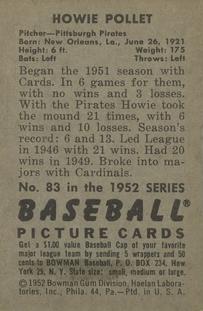 HOWIE POLLET
Pitcher—Pittsburgh Pirates
Born: New Orleans, La., June 26, 1921
Height: 6 ft. Weight: 175
Bats: Left Throws: Left
Began the 1951 season with
Cards. In 6 games for them,
with no wins and 3 losses.
With the Pirates Howie took
the mound 21 times, with 6
wins and 10 losses. Season's
record: 6 and 13. Led League
in 1946 with 21 wins. Had 20
wins in 1949. Broke into ma-
jors with Cardinals.
No. 83 in the 1952 SERIES
BASEBALL®
PICTURE CARDS
Get a $1.00 value Baseball Cap of your favorite
major league team by sending 5 wrappers and 50
cents to BOWMAN Baseball, P. O. BOX 234, New
York 25, N. Y. State size: small, medium or large.
©1952 Bowman Gum Division, Haelan Labora-
tories, Inc., Phila. 44, Pa.—Ptd. in U. S. A.